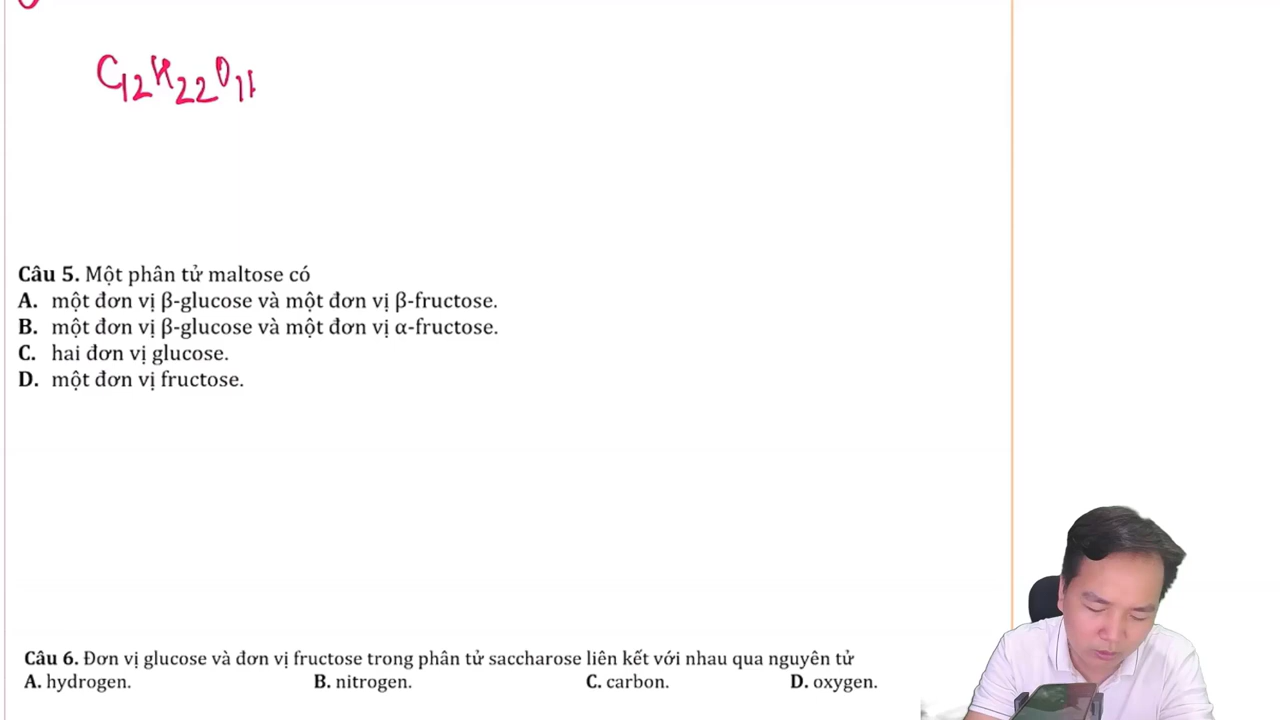 C12H22O11
Câu 5. Một phân tử maltose có
A. một đơn vị β-glucose và một đơn vị β-fructose.
B. một đơn vị β-glucose và một đơn vị α-fructose.
C. hai đơn vị glucose.
D. một đơn vị fructose.
Câu 6. Đơn vị glucose và đơn vị fructose trong phân tử saccharose liên kết với nhau qua nguyên tử
A. hydrogen. B. nitrogen. C. carbon. D. oxygen.